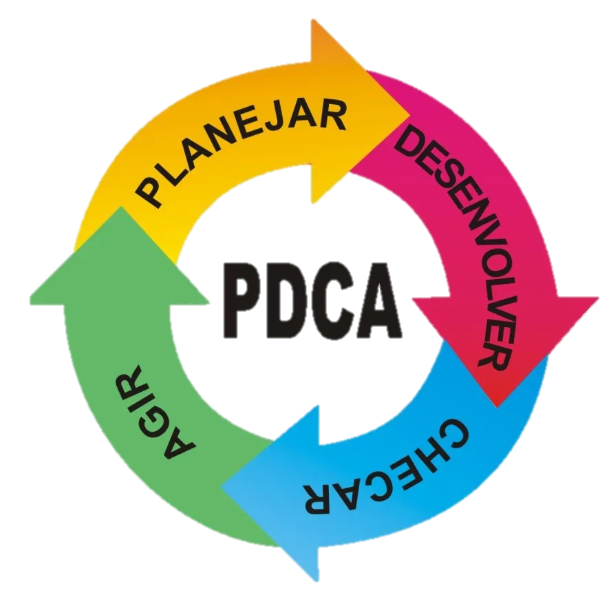 PLANEJAR
DESENVOLVER
PDCA
CHECAR
AGIR